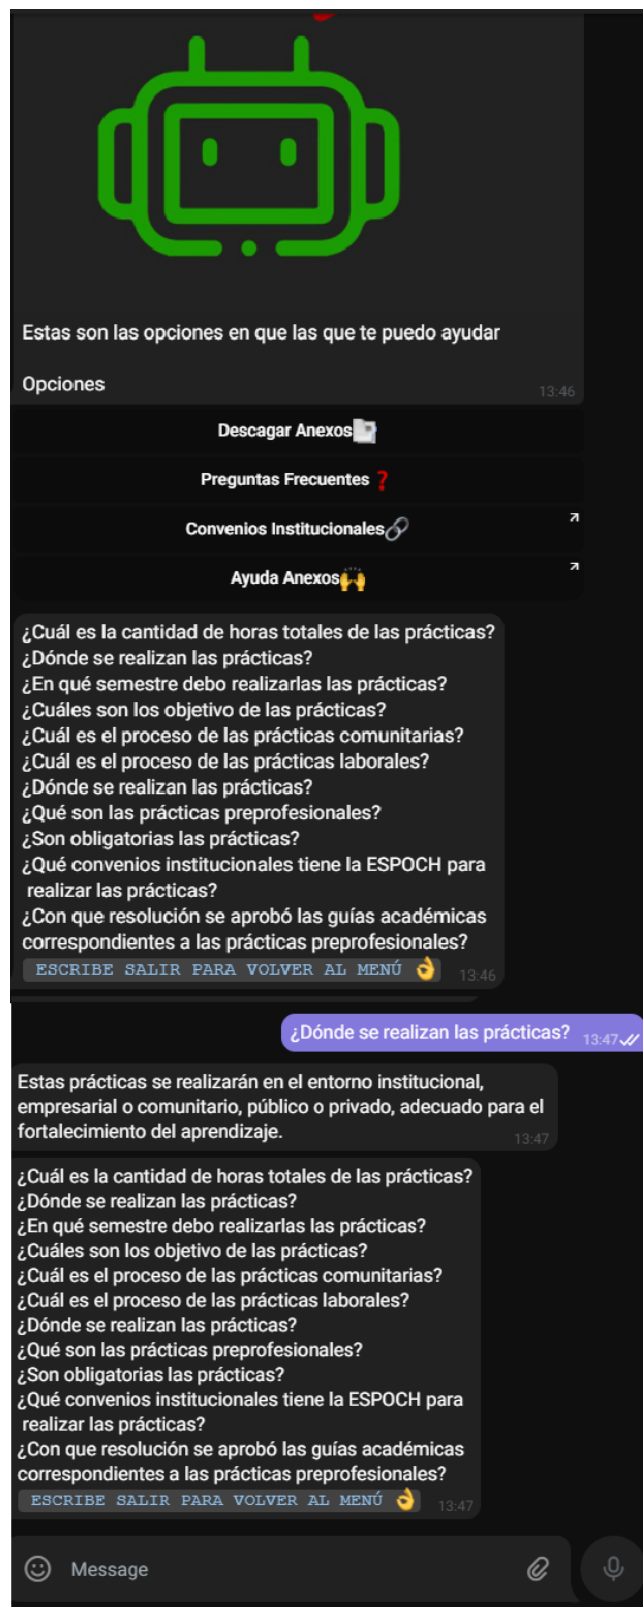 Estas son las opciones en que las que te puedo ayudar
Opciones
13:46
Descagar Anexos
Preguntas Frecuentes ❓
Convenios Institucionales🔗
Ayuda Anexos🙌
¿Cuál es la cantidad de horas totales de las prácticas?
¿Dónde se realizan las prácticas?
¿En qué semestre debo realizarlas las prácticas?
¿Cuáles son los objetivo de las prácticas?
¿Cuál es el proceso de las prácticas comunitarias?
¿Cuál es el proceso de las prácticas laborales?
¿Dónde se realizan las prácticas?
¿Qué son las prácticas preprofesionales?
¿Son obligatorias las prácticas?
¿Qué convenios institucionales tiene la ESPOCH para
realizar las prácticas?
¿Con que resolución se aprobó las guías académicas
correspondientes a las prácticas preprofesionales?
ESCRIBE SALIR PARA VOLVER AL MENÚ 👌 13:46
¿Dónde se realizan las prácticas? 13:47
Estas prácticas se realizarán en el entorno institucional,
empresarial o comunitario, público o privado, adecuado para el
fortalecimiento del aprendizaje. 13:47
¿Cuál es la cantidad de horas totales de las prácticas?
¿Dónde se realizan las prácticas?
¿En qué semestre debo realizarlas las prácticas?
¿Cuáles son los objetivo de las prácticas?
¿Cuál es el proceso de las prácticas comunitarias?
¿Cuál es el proceso de las prácticas laborales?
¿Dónde se realizan las prácticas?
¿Qué son las prácticas preprofesionales?
¿Son obligatorias las prácticas?
¿Qué convenios institucionales tiene la ESPOCH para
realizar las prácticas?
¿Con que resolución se aprobó las guías académicas
correspondientes a las prácticas preprofesionales?
ESCRIBE SALIR PARA VOLVER AL MENÚ 👌 13:47
Message